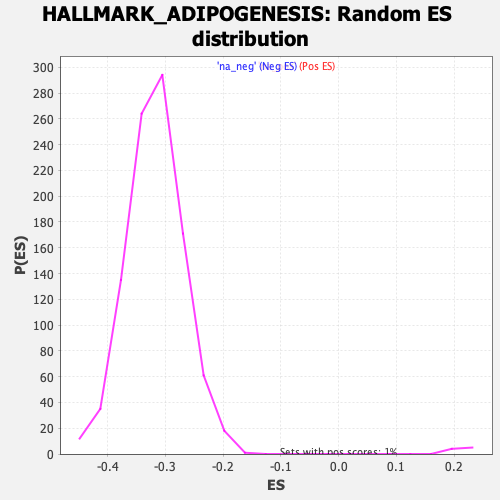 HALLMARK_ADIPOGENESIS: Random ES
distribution
'na_neg' (Neg ES) (Pos ES)
300
280
260
240
220
200
180
160
140
120
100
80
60
40
20
0
P(ES)
Sets with pos scores: 1%
-0.4 -0.3 -0.2 -0.1 0.0 0.1 0.2
ES